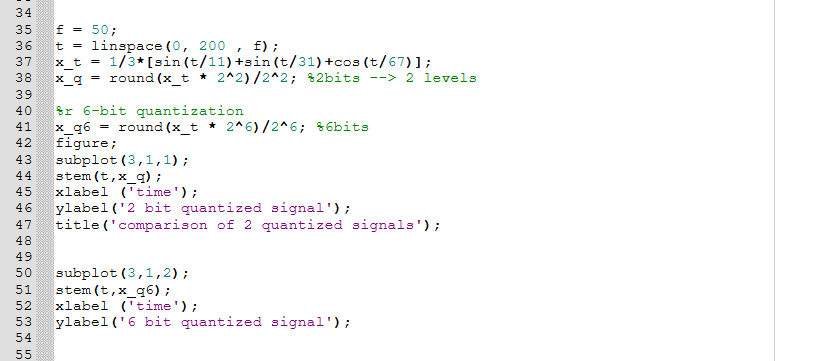 34
35 f = 50;
36 t = linspace(0, 200 , f);
37 x_t = 1/3*[sin(t/11)+sin(t/31)+cos(t/67)];
38 x_q = round(x_t * 2^2)/2^2; %2bits --> 2 levels
39
40 %r 6-bit quantization
41 x_q6 = round(x_t * 2^6)/2^6; %6bits
42 figure;
43 subplot(3,1,1);
44 stem(t,x_q);
45 xlabel ('time');
46 ylabel('2 bit quantized signal');
47 title('comparison of 2 quantized signals');
48
49
50 subplot(3,1,2);
51 stem(t,x_q6);
52 xlabel ('time');
53 ylabel('6 bit quantized signal');
54
55